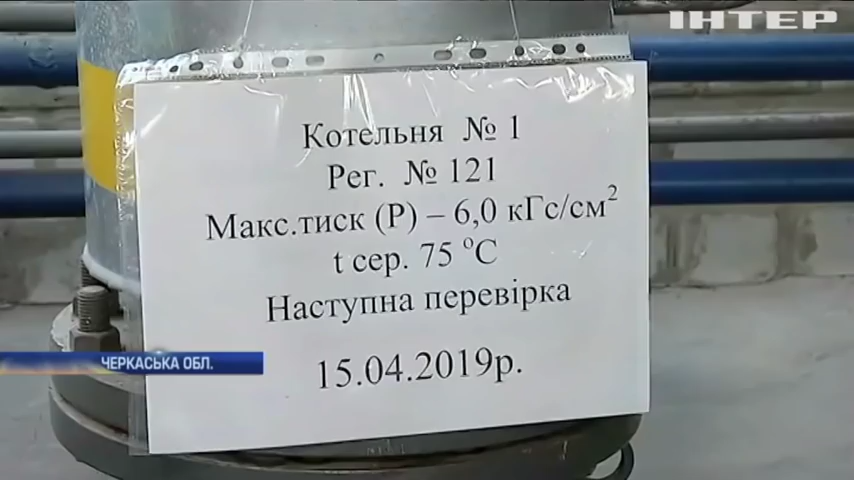 ІНТЕР
Котельня № 1
Рег. № 121
Макс.тиск (Р) – 6,0 кГс/см²
t сер. 75 ºС
Наступна перевірка
15.04.2019р.
ЧЕРКАСЬКА ОБЛ.